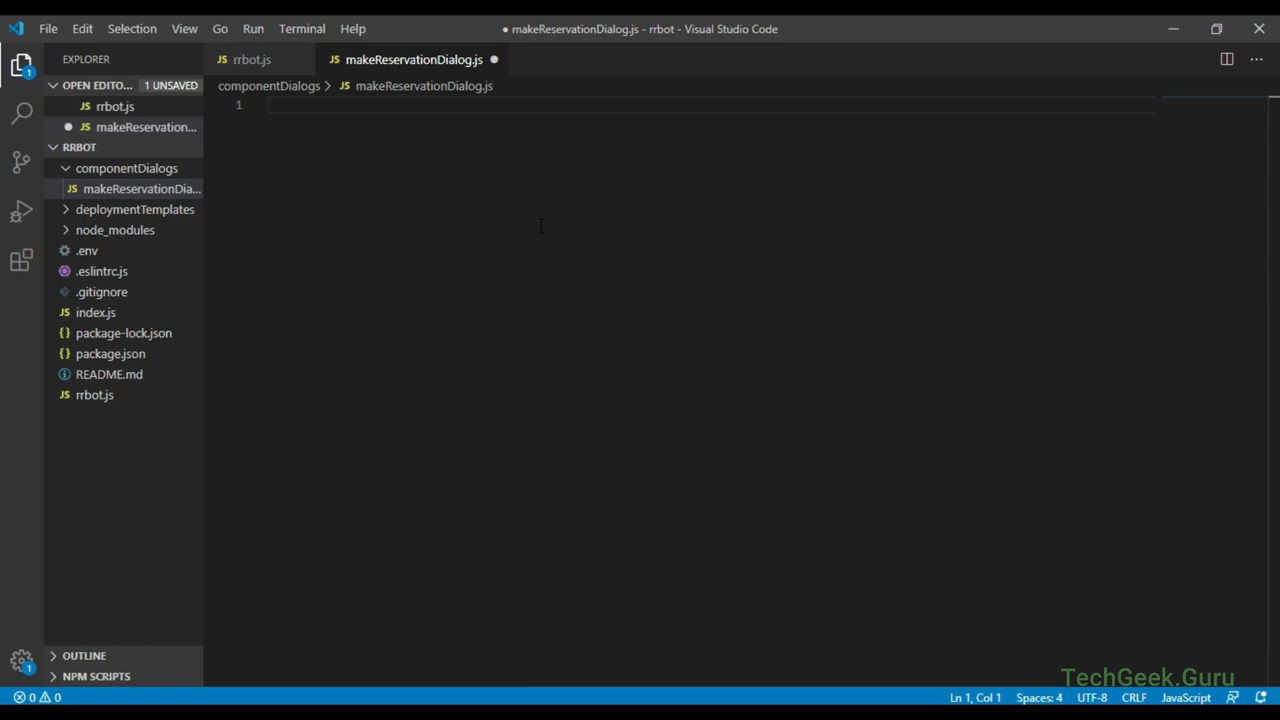 File Edit Selection View Go Run Terminal Help
● makeReservationDialog.js - rrbot - Visual Studio Code
EXPLORER
JS rrbot.js
JS makeReservationDialog.js ●
OPEN EDITO... 1 UNSAVED
componentDialogs > JS makeReservationDialog.js
JS rrbot.js
1
● JS makeReservation...
RRBOT
componentDialogs
JS makeReservationDia...
deploymentTemplates
node_modules
.env
.eslintrc.js
.gitignore
JS index.js
{} package-lock.json
{} package.json
README.md
JS rrbot.js
OUTLINE
NPM SCRIPTS
1
1
TechGeek.Guru
0 0
Ln 1, Col 1 Spaces: 4 UTF-8 CRLF JavaScript